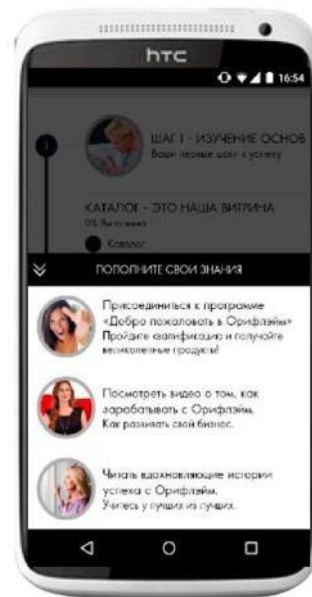 hTC
16:54
ШАГ 1 - ИЗУЧЕНИЕ ОСНОВ
Ваши первые шаги к успеху
1
КАТАЛОГ - ЭТО НАША ВИТРИНА
0% Выполнено
Каталог
ПОПОЛНИТЕ СВОИ ЗНАНИЯ
Присоединиться к программе
«Добро пожаловать в Орифлэйм»
Пройдите квалификацию и получайте
великолепные продукты!
Посмотреть видео о том, как
зарабатывать с Орифлэйм.
Как развивать свой бизнес.
Читать вдохновляющие истории
успеха с Орифлэйм.
Учитесь у лучших из лучших.